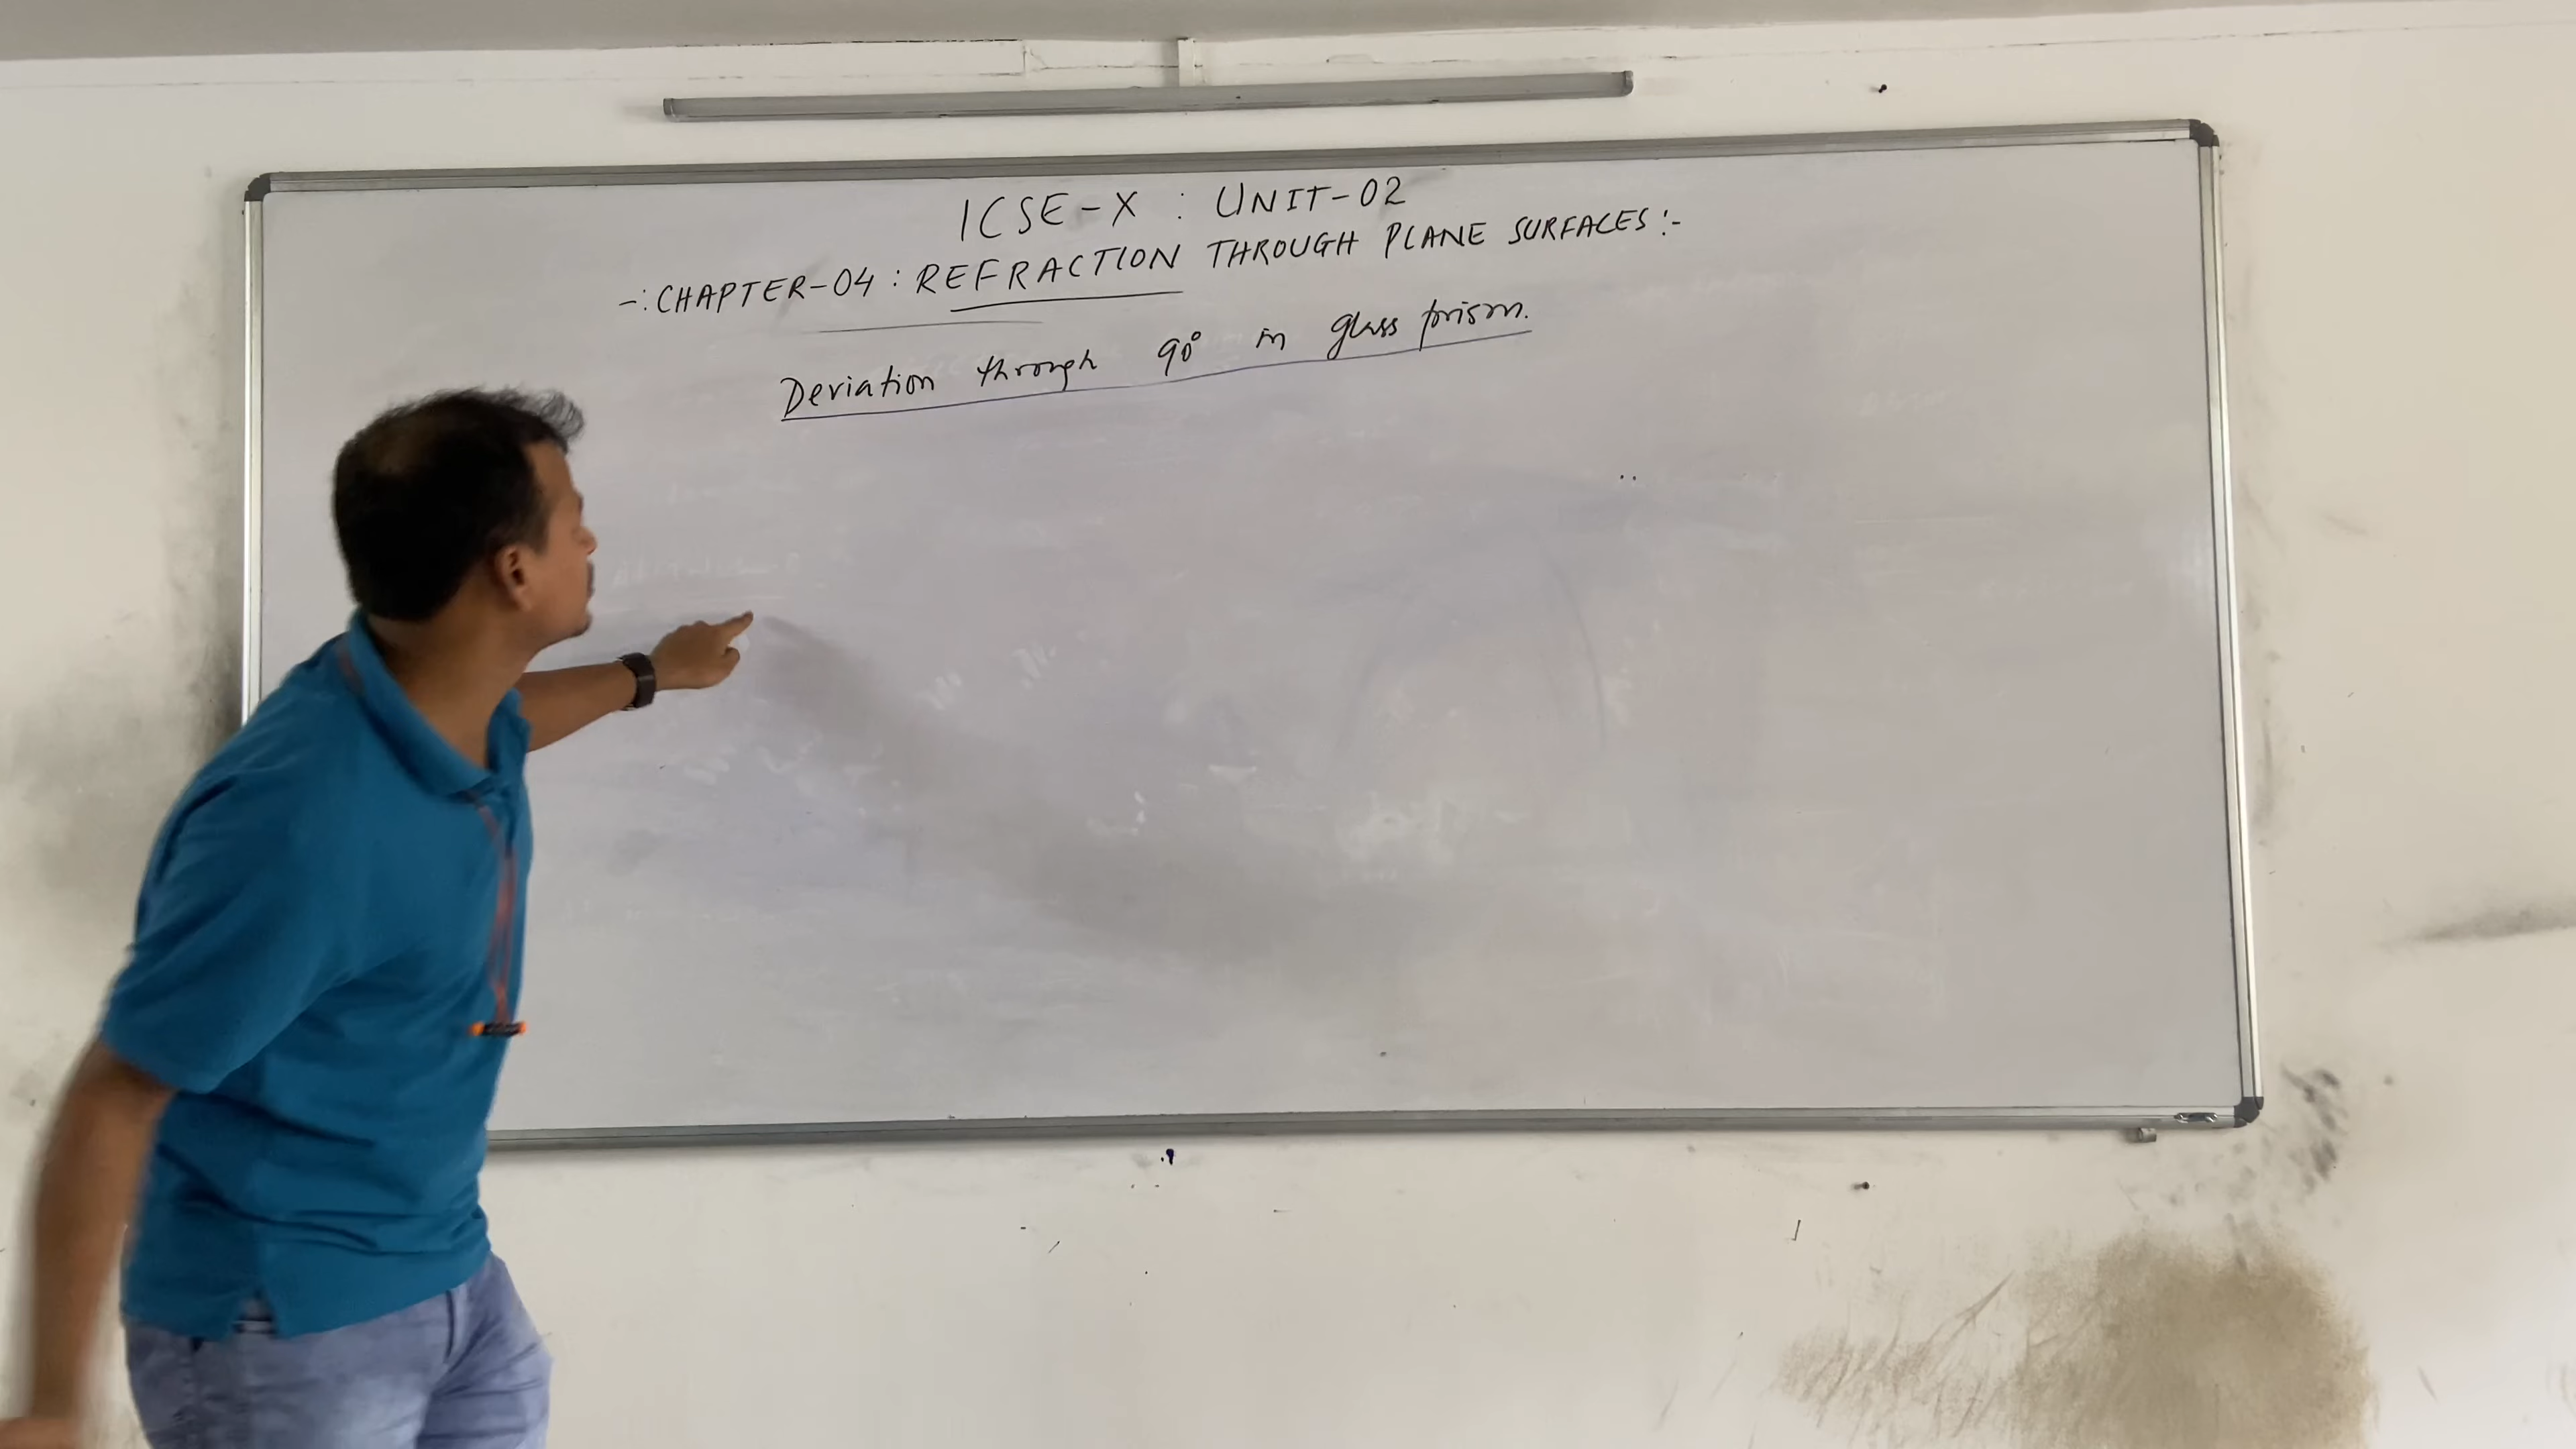 ICSE-X : UNIT-02
-:CHAPTER-04: REFRACTION THROUGH PLANE SURFACES:-
Deviation through 90° in glass prism.